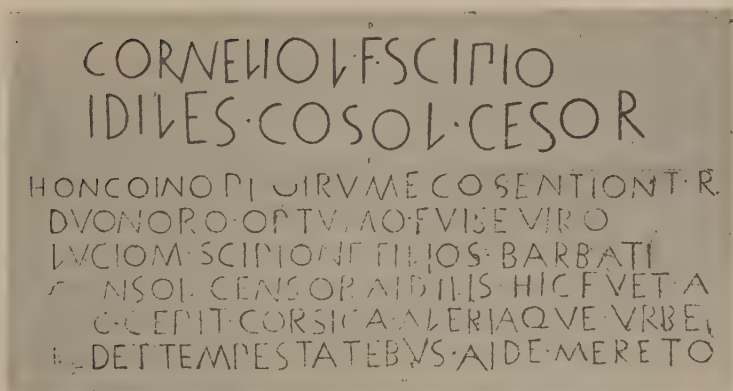 CORNELIO·L·F·SCIPIO
IDILES·COSOL·CESOR
HONCOINO PLOIRVME COSENTIONT·R
DVONORO·OPTVMO·FVISE VIRO
LVCIOM·SCIPIONE FILIOS·BARBATI
NSOL CENSOR AIDILIS·HIC FVET·A
C CEPIT·CORSICA·ALERIAQVE·VRBE
DET TEMPESTATEBVS·AIDE·MERETO